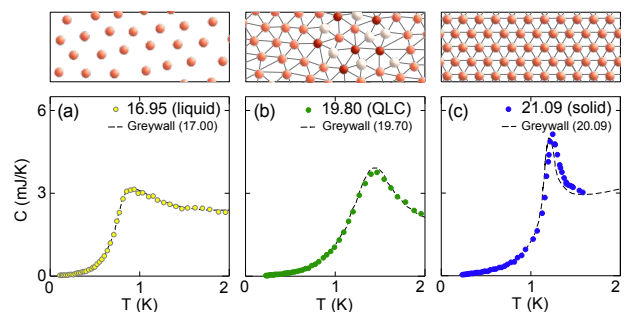 (a) 16.95 (liquid)
Greywall (17.00)
(b) 19.80 (QLC)
Greywall (19.70)
(c) 21.09 (solid)
Greywall (20.09)
C (mJ/K)
6
3
0
0 1 2
0 1 2
0 1 2
T (K)
T (K)
T (K)